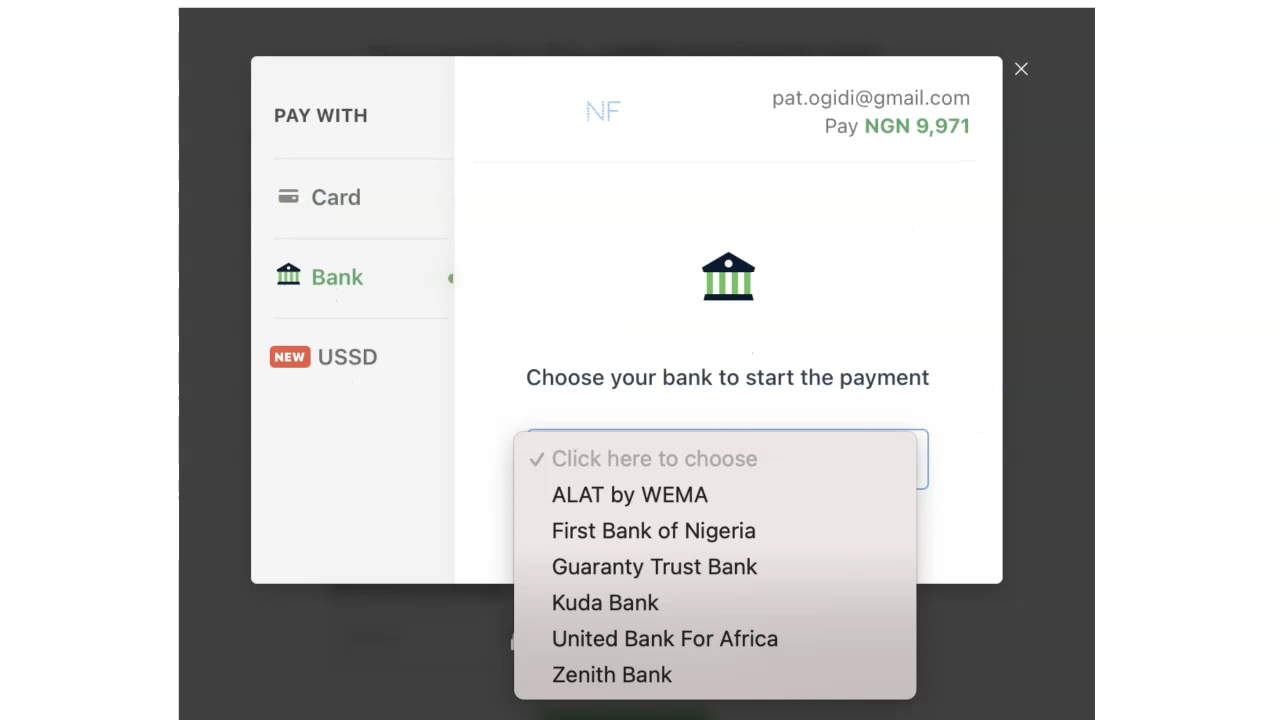 PAY WITH
Card
Bank
NEW USSD
NF
pat.ogidi@gmail.com
Pay NGN 9,971
Choose your bank to start the payment
✓ Click here to choose
ALAT by WEMA
First Bank of Nigeria
Guaranty Trust Bank
Kuda Bank
United Bank For Africa
Zenith Bank